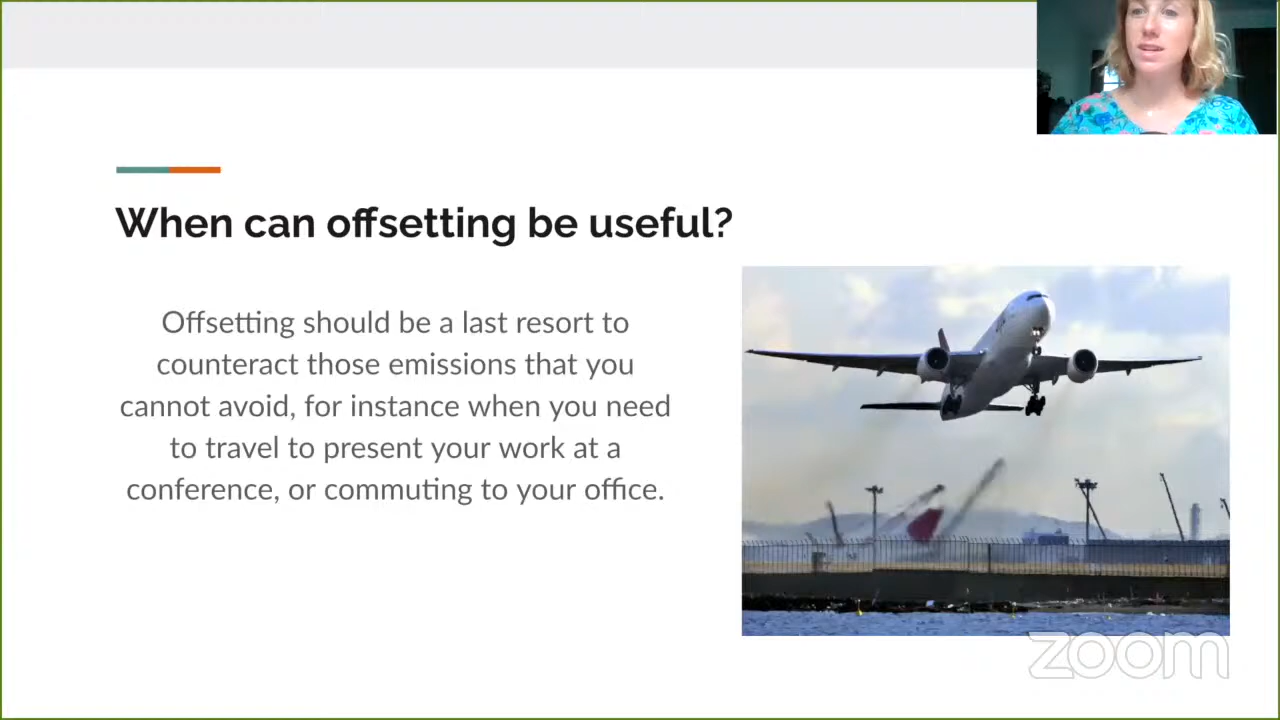 When can offsetting be useful?
Offsetting should be a last resort to
counteract those emissions that you
cannot avoid, for instance when you need
to travel to present your work at a
conference, or commuting to your office.
zoom